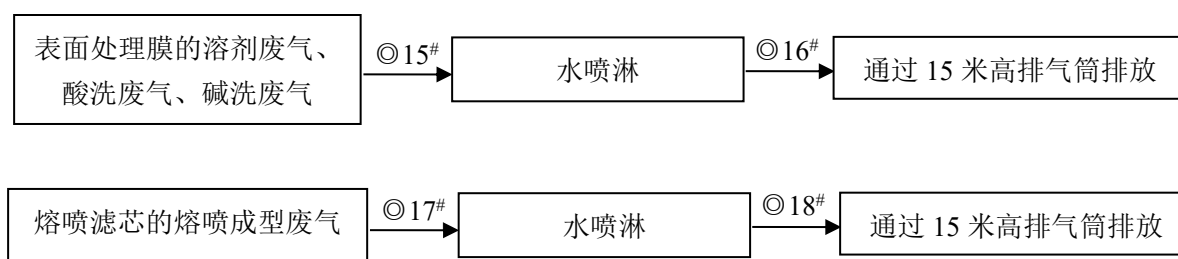 表面处理膜的溶剂废气、
酸洗废气、碱洗废气
◎15#
水喷淋
◎16#
通过 15 米高排气筒排放
熔喷滤芯的熔喷成型废气
◎17#
水喷淋
◎18#
通过 15 米高排气筒排放